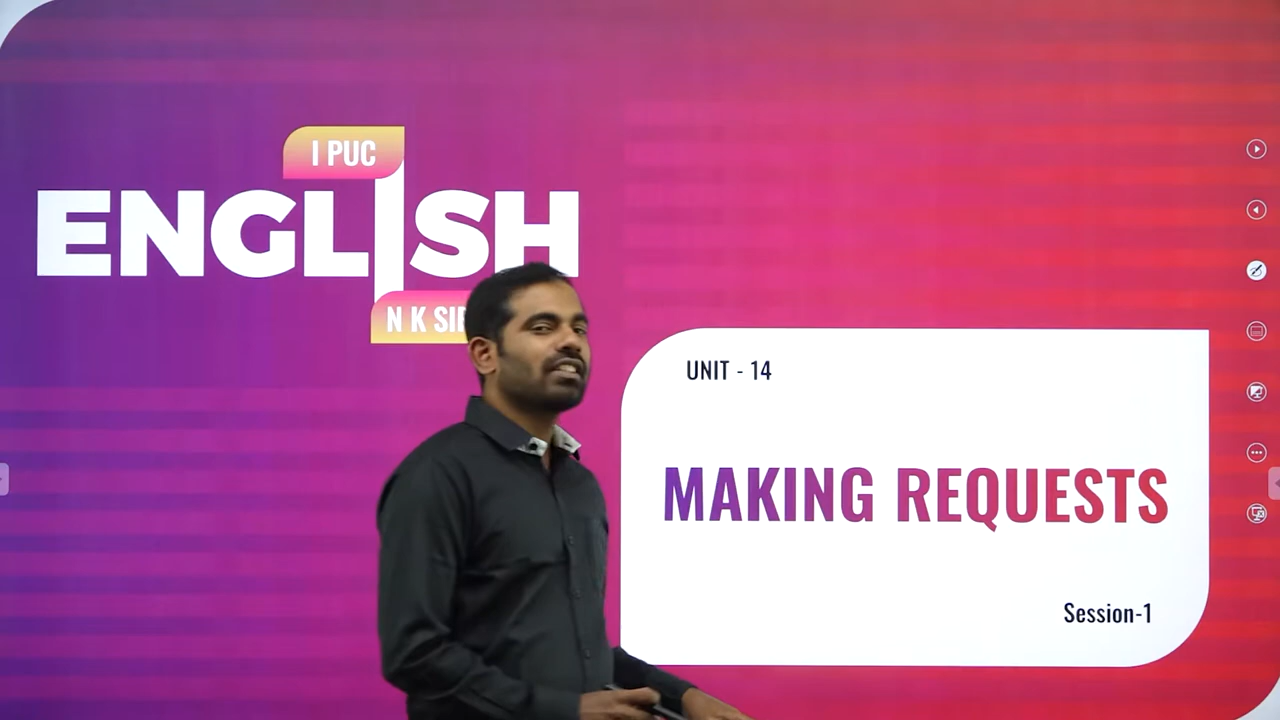 I PUC
ENGLISH
N K
UNIT - 14
MAKING REQUESTS
Session-1